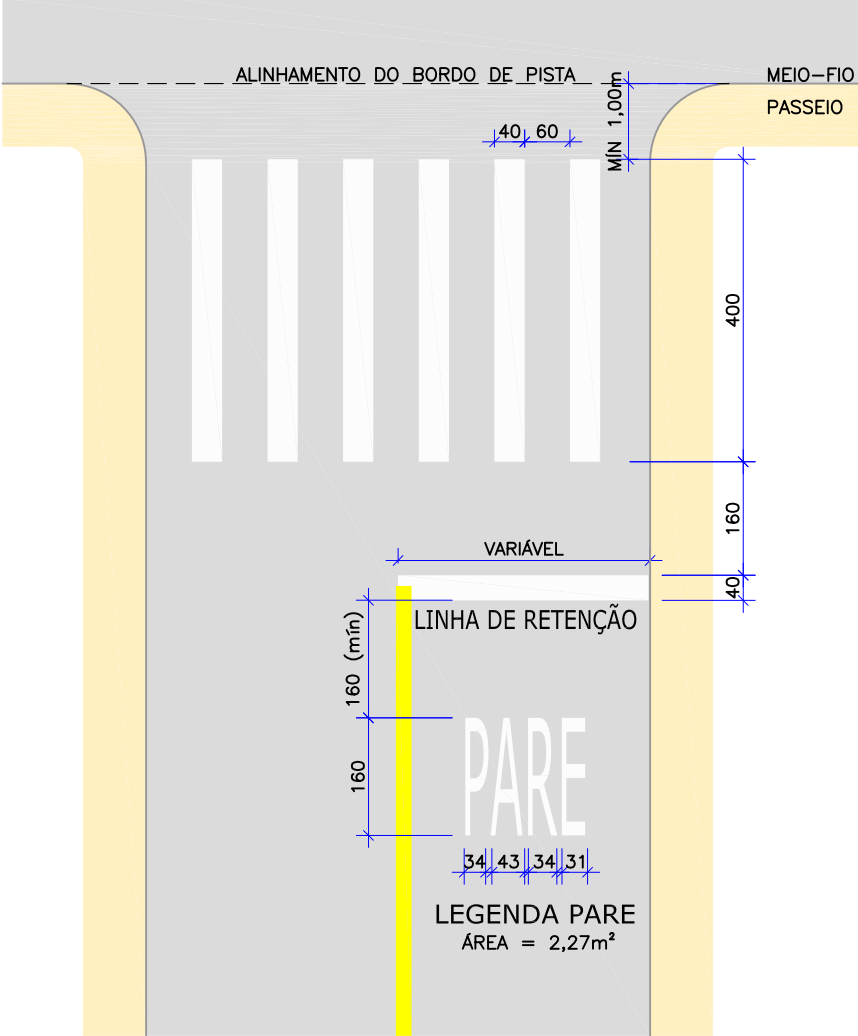 ALINHAMENTO DO BORDO DE PISTA
MEIO-FIO
PASSEIO
MÍN 1,00m
40
60
400
160
40
VARIÁVEL
LINHA DE RETENÇÃO
160 (mín)
PARE
160
34
43
34
31
LEGENDA PARE
ÁREA = 2,27m²